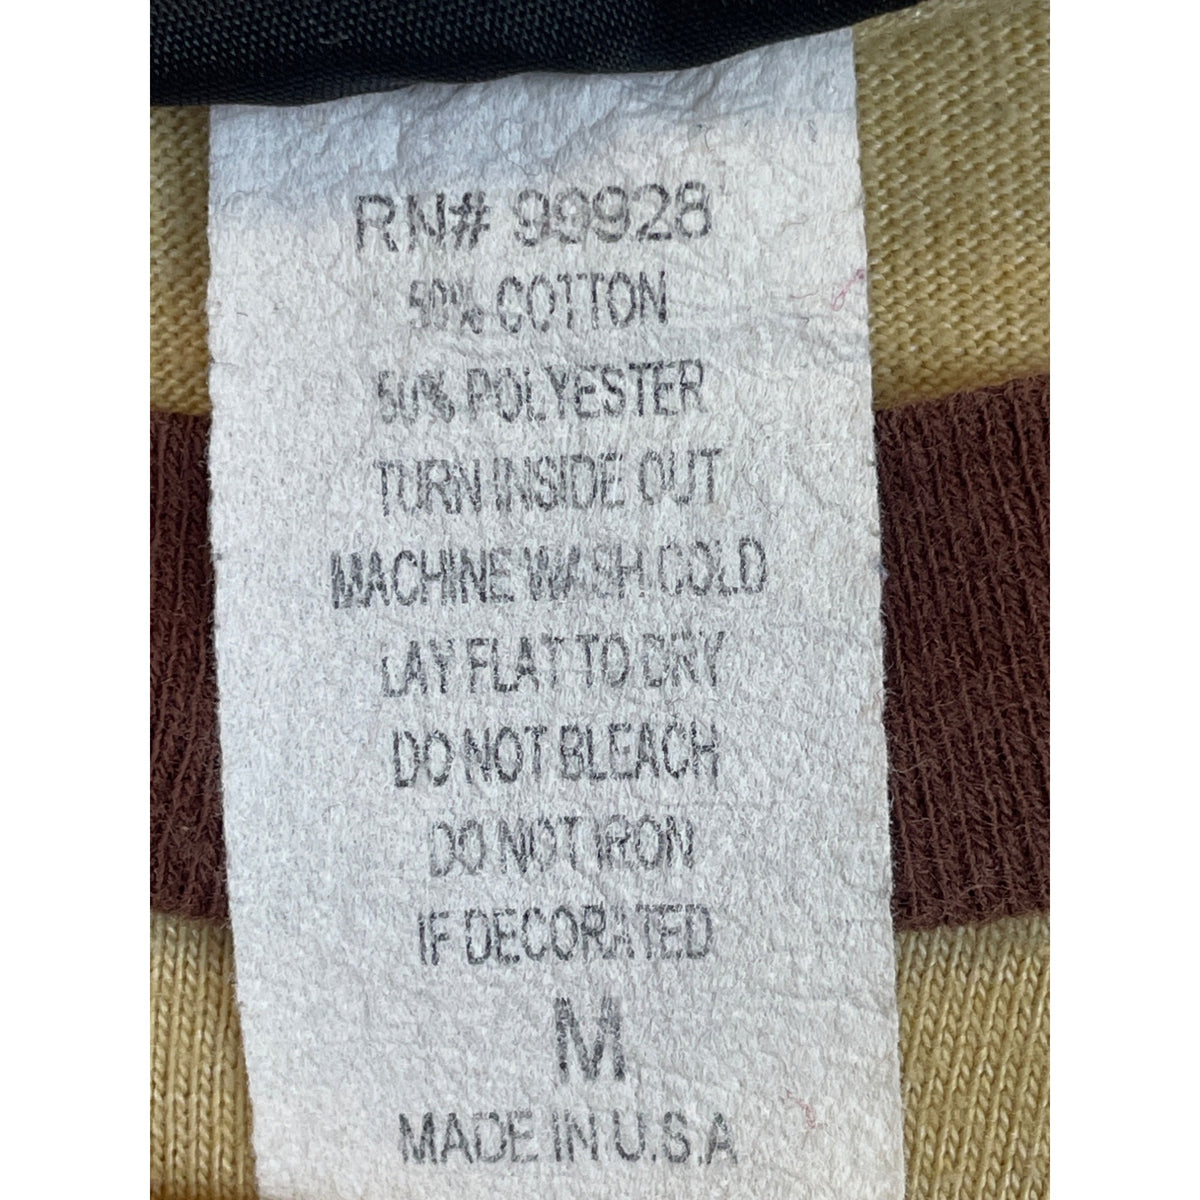 RN# 99928
50% COTTON
50% POLYESTER
TURN INSIDE OUT
MACHINE WASH COLD
LAY FLAT TO DRY
DO NOT BLEACH
DO NOT IRON
IF DECORATED
M
MADE IN U.S.A